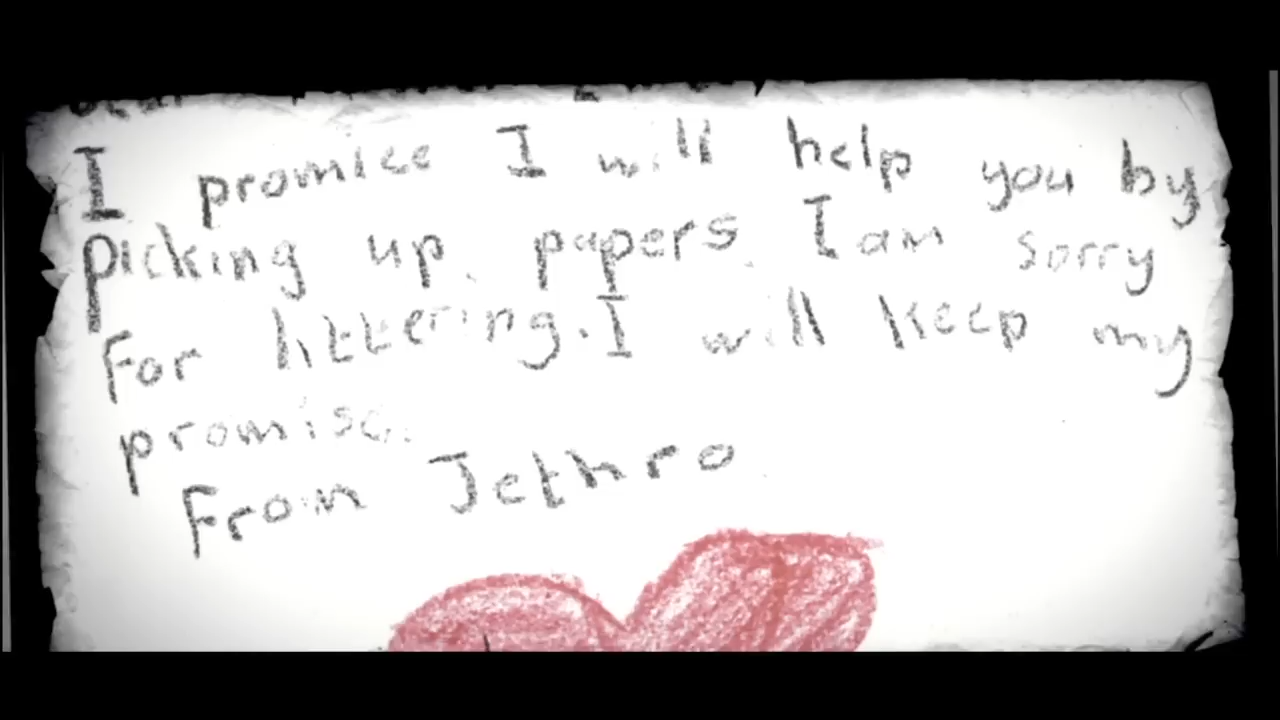 I promice I will help you by
Picking up papers. I am sorry
For littering. I will keep my
promise.
From Jethro